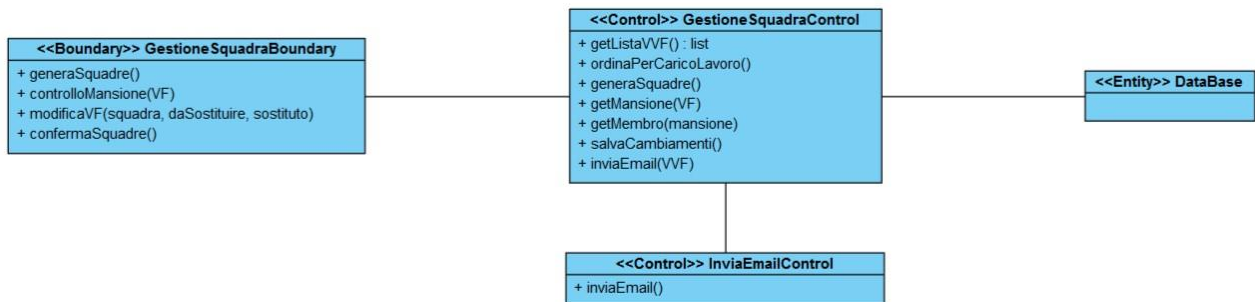 <<Boundary>> GestioneSquadraBoundary
+ generaSquadre()
+ controlloMansione(VF)
+ modificaVF(squadra, daSostituire, sostituto)
+ confermaSquadre()
<<Control>> GestioneSquadraControl
+ getListaVVF() : list
+ ordinaPerCaricoLavoro()
+ generaSquadre()
+ getMansione(VF)
+ getMembro(mansione)
+ salvaCambiamenti()
+ inviaEmail(VVF)
<<Entity>> DataBase
<<Control>> InviaEmailControl
+ inviaEmail()